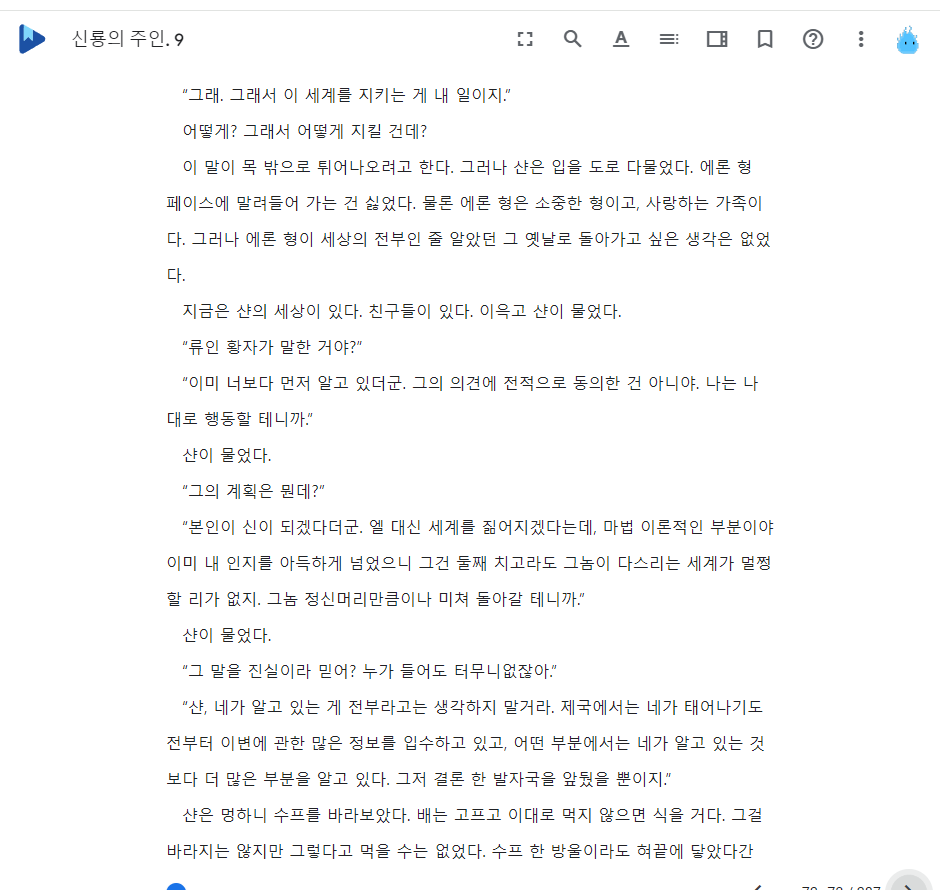 신룡의 주인. 9
"그래. 그래서 이 세계를 지키는 게 내 일이지."
어떻게? 그래서 어떻게 지킬 건데?
이 말이 목 밖으로 튀어나오려고 한다. 그러나 샨은 입을 도로 다물었다. 에론 형
페이스에 말려들어 가는 건 싫었다. 물론 에론 형은 소중한 형이고, 사랑하는 가족이
다. 그러나 에론 형이 세상의 전부인 줄 알았던 그 옛날로 돌아가고 싶은 생각은 없었
다.
지금은 샨의 세상이 있다. 친구들이 있다. 이윽고 샨이 물었다.
"류인 황자가 말한 거야?"
"이미 너보다 먼저 알고 있더군. 그의 의견에 전적으로 동의한 건 아니야. 나는 나
대로 행동할 테니까."
샨이 물었다.
"그의 계획은 뭔데?"
"본인이 신이 되겠다더군. 엘 대신 세계를 짊어지겠다는데, 마법 이론적인 부분이야
이미 내 인지를 아득하게 넘었으니 그건 둘째 치고라도 그놈이 다스리는 세계가 멀쩡
할 리가 없지. 그놈 정신머리만큼이나 미쳐 돌아갈 테니까."
샨이 물었다.
"그 말을 진실이라 믿어? 누가 들어도 터무니없잖아."
"샨, 네가 알고 있는 게 전부라고는 생각하지 말거라. 제국에서는 네가 태어나기도
전부터 이변에 관한 많은 정보를 입수하고 있고, 어떤 부분에서는 네가 알고 있는 것
보다 더 많은 부분을 알고 있다. 그저 결론 한 발자국을 앞뒀을 뿐이지."
샨은 멍하니 수프를 바라보았다. 배는 고프고 이대로 먹지 않으면 식을 거다. 그걸
바라지는 않지만 그렇다고 먹을 수는 없었다. 수프 한 방울이라도 혀끝에 닿았다간